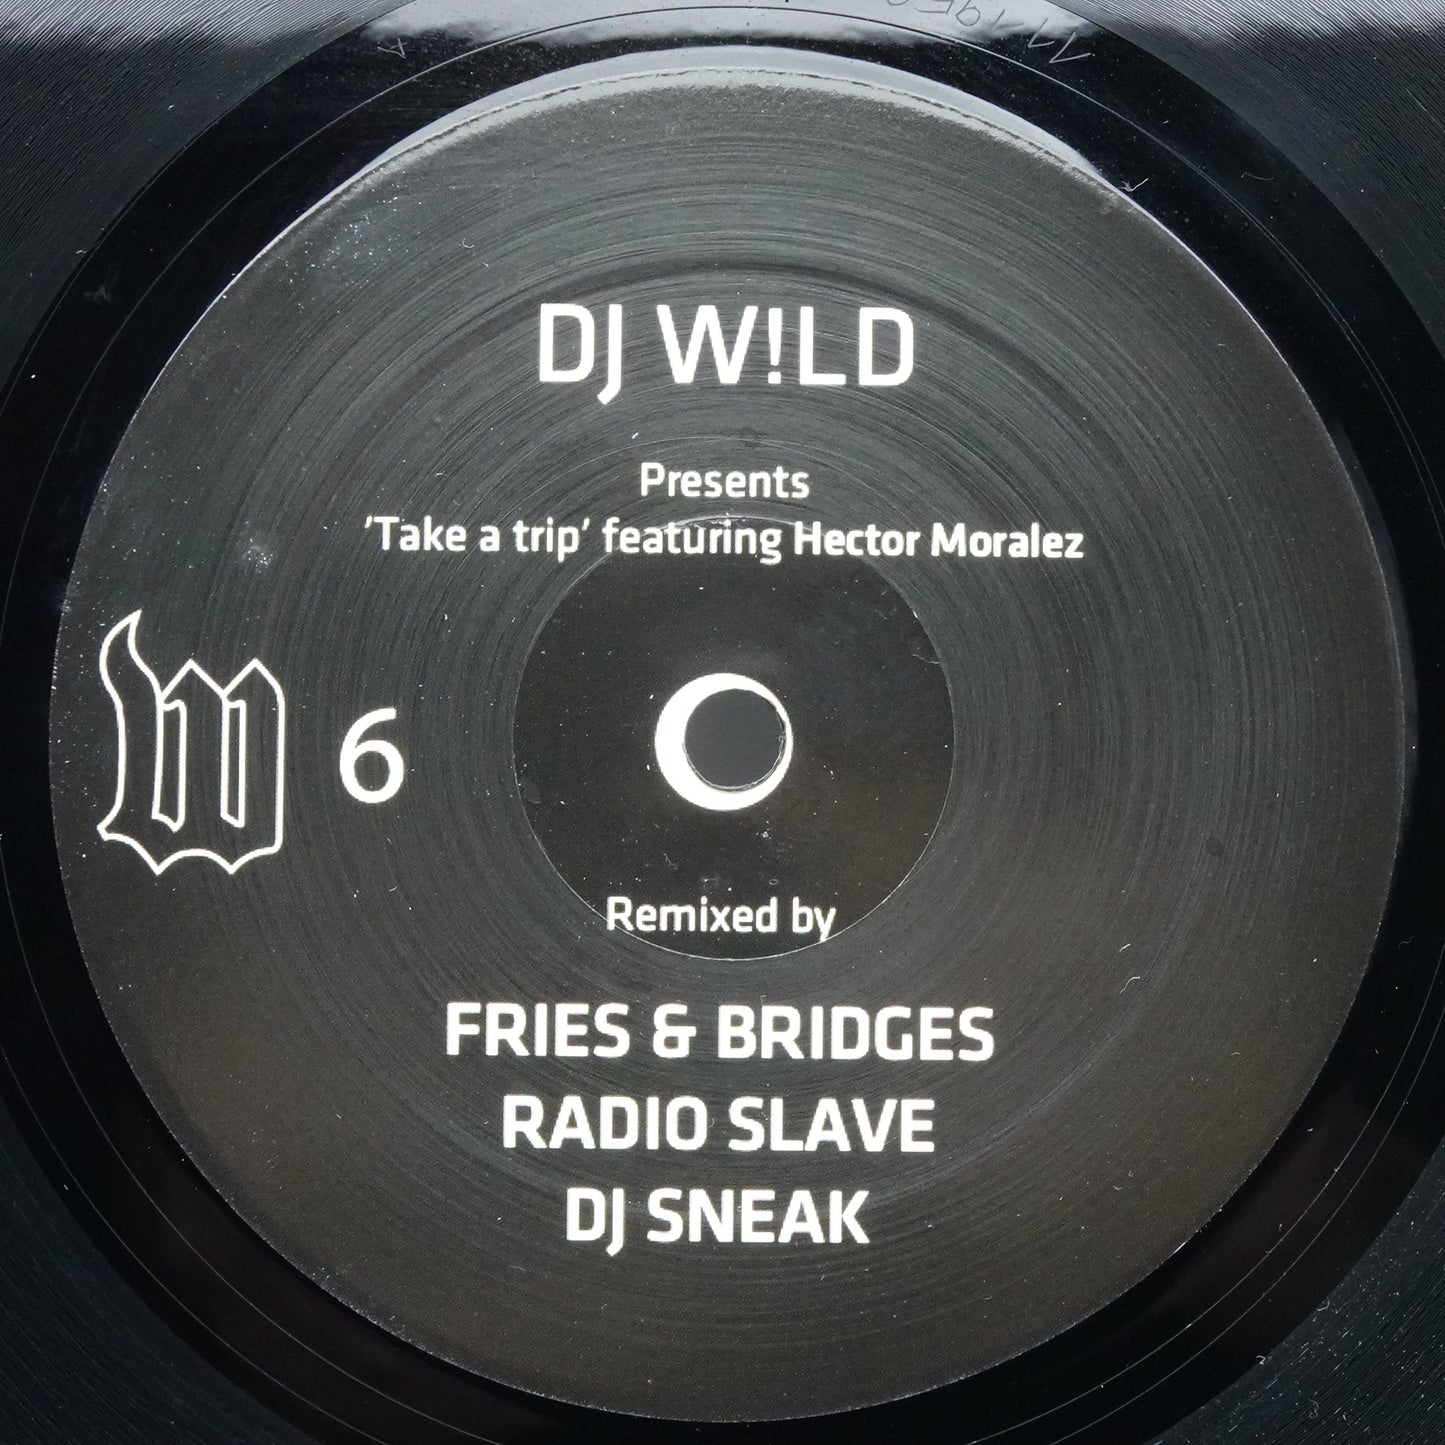 DJ W!LD
Presents
'Take a trip' featuring Hector Moralez
6
Remixed by
FRIES & BRIDGES
RADIO SLAVE
DJ SNEAK